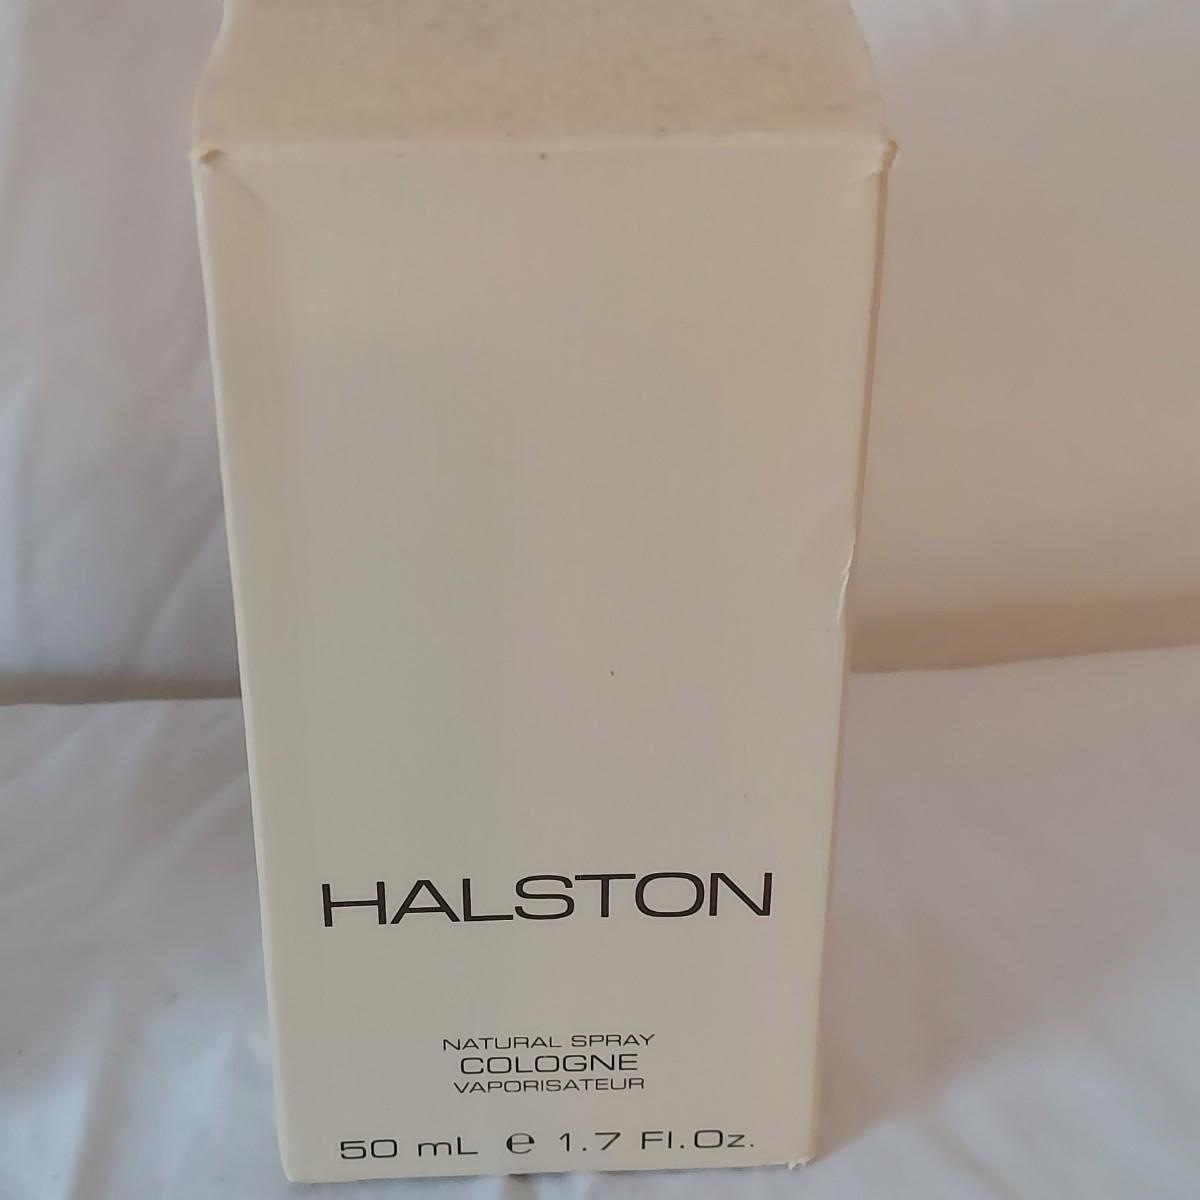 HALSTON
NATURAL SPRAY
COLOGNE
VAPORISATEUR
50 mL ℮ 1.7 Fl.Oz.